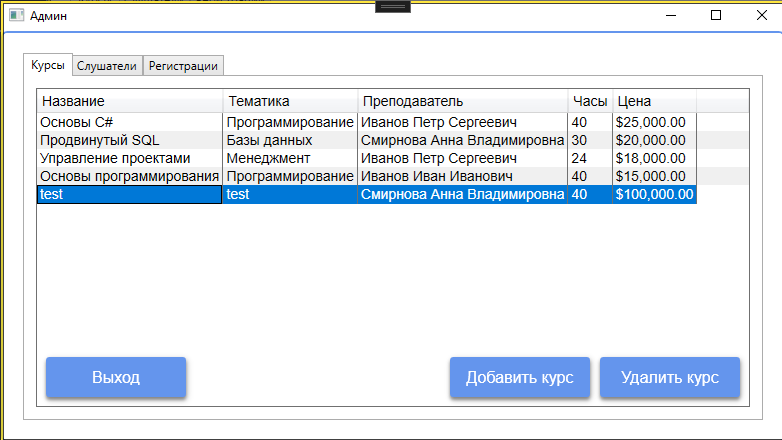 Админ
Курсы Слушатели Регистрации
Название Тематика Преподаватель Часы Цена
Основы C# Программирование Иванов Петр Сергеевич 40 $25,000.00
Продвинутый SQL Базы данных Смирнова Анна Владимировна 30 $20,000.00
Управление проектами Менеджмент Иванов Петр Сергеевич 24 $18,000.00
Основы программирования Программирование Иванов Иван Иванович 40 $15,000.00
test test Смирнова Анна Владимировна 40 $100,000.00
Выход Добавить курс Удалить курс